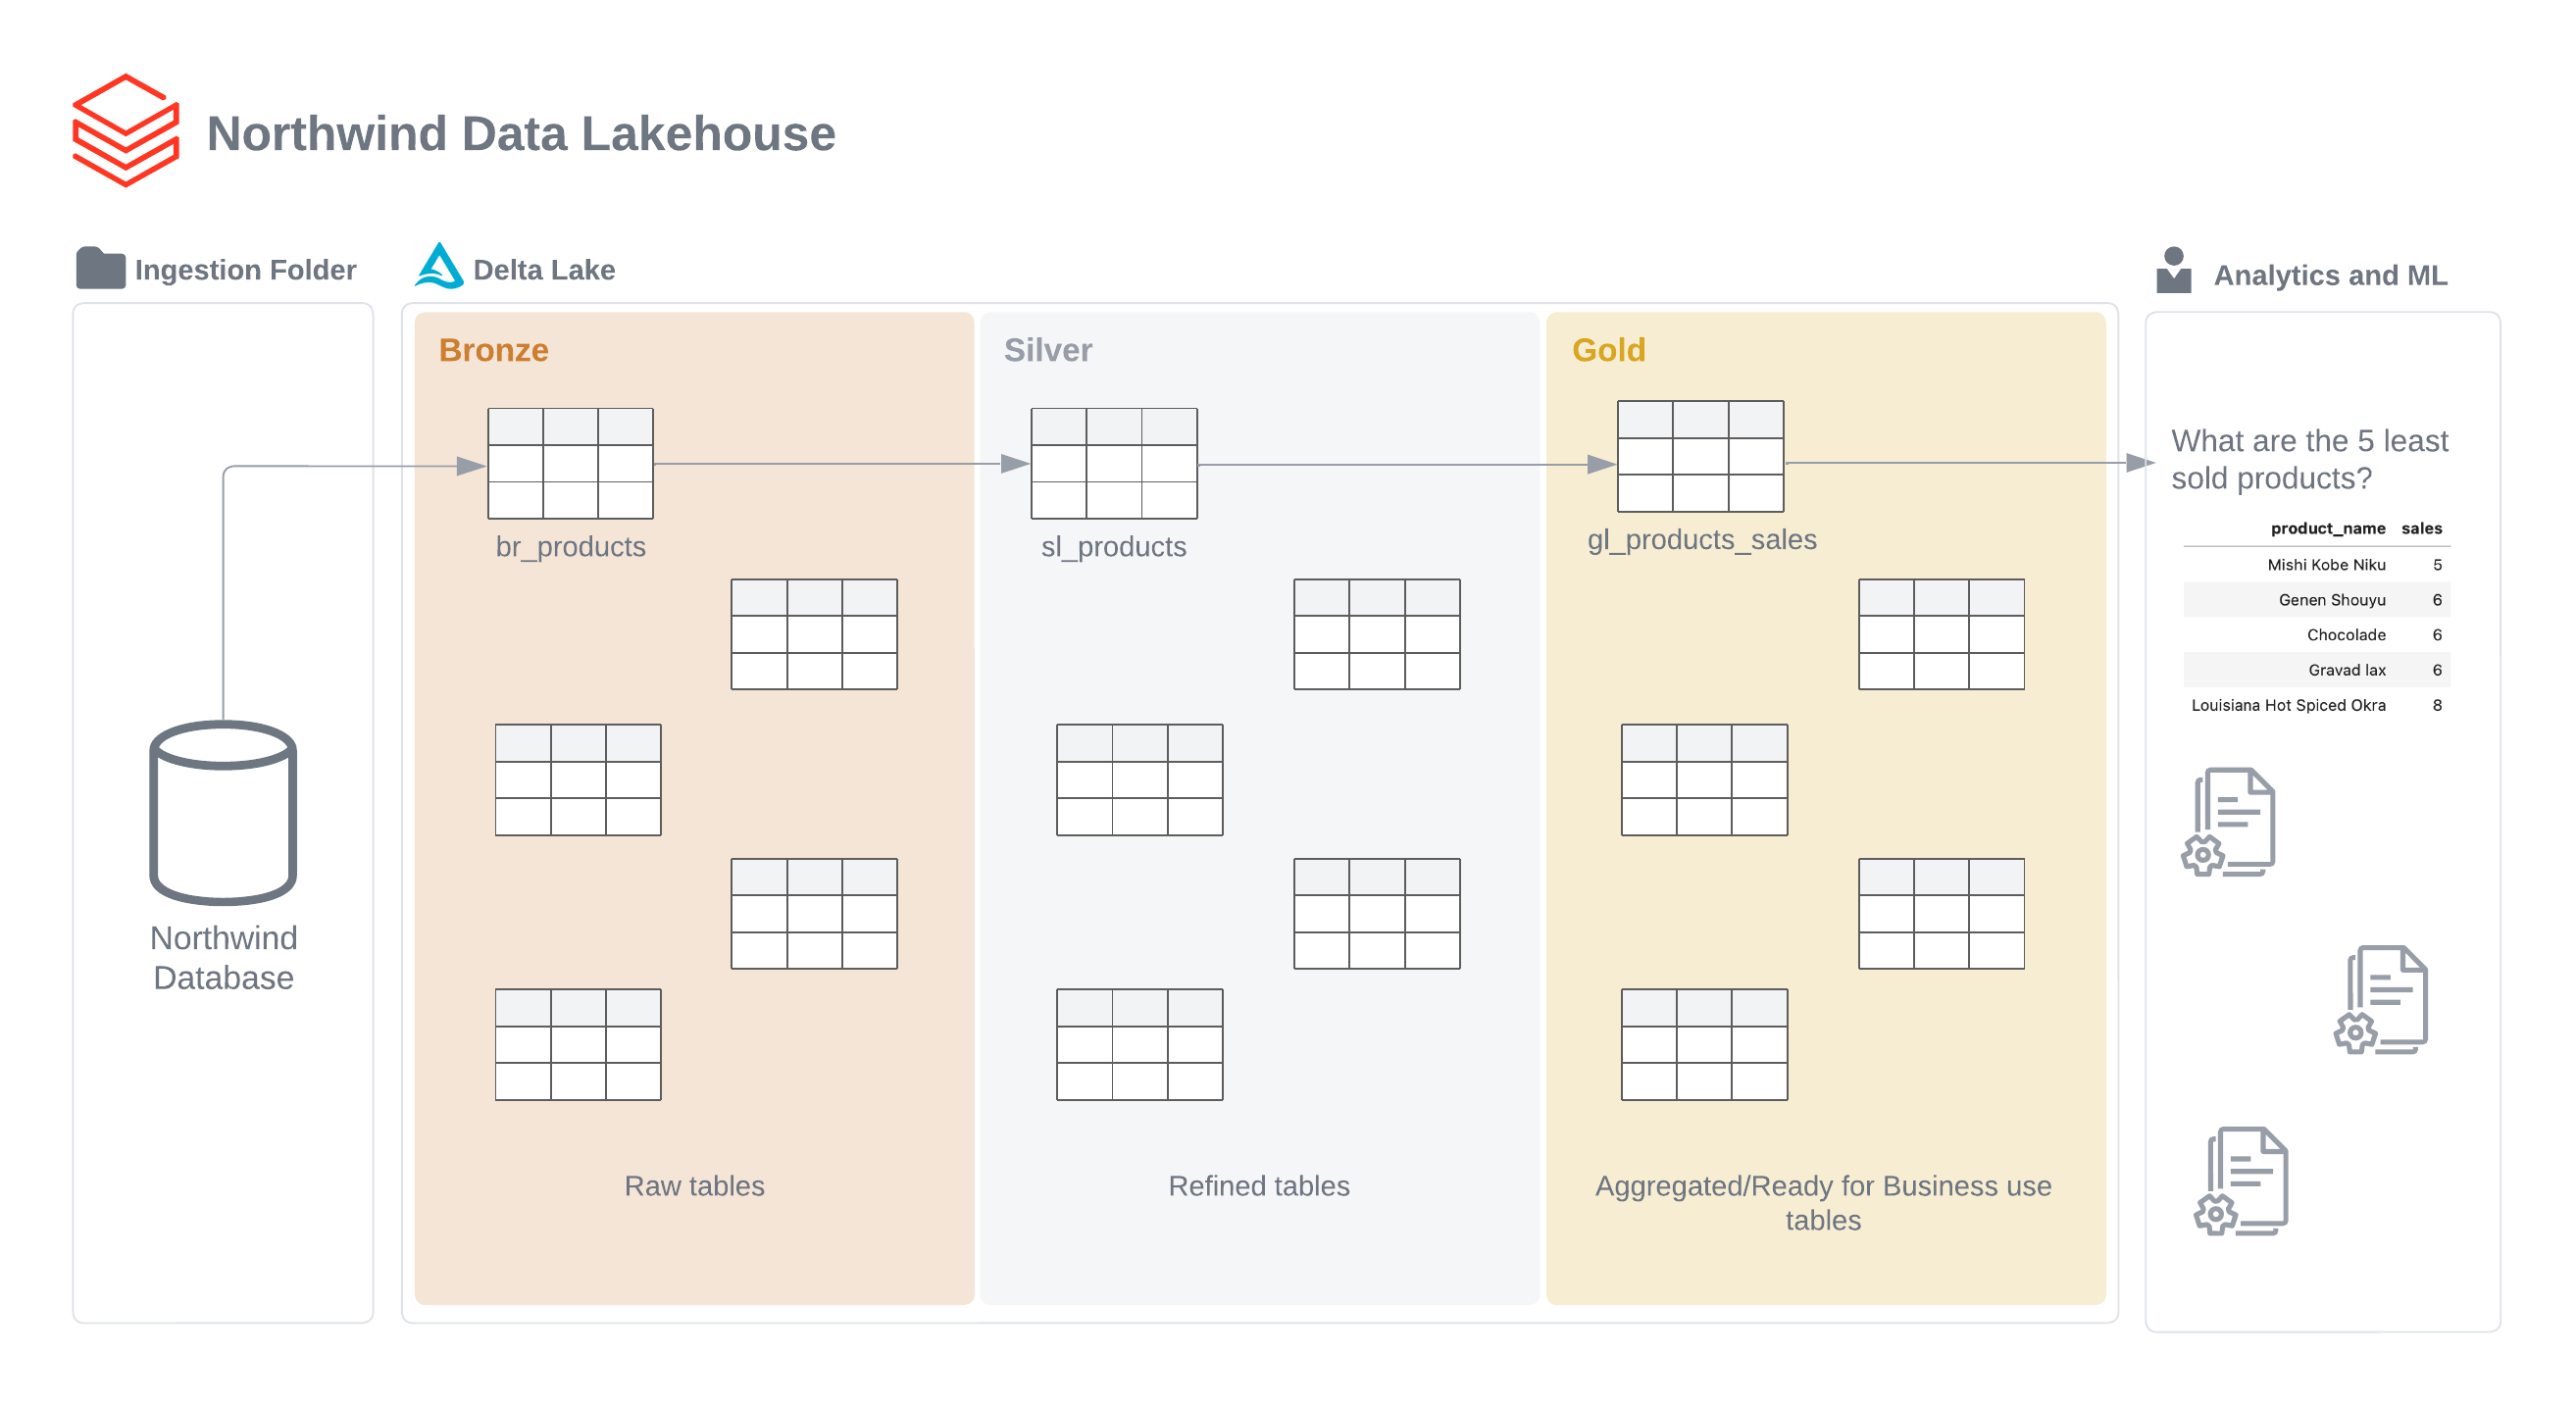 Northwind Data Lakehouse
Ingestion Folder
Delta Lake
Analytics and ML
Bronze
Silver
Gold
br_products
sl_products
gl_products_sales
What are the 5 least
sold products?
product_name sales
Mishi Kobe Niku 5
Genen Shouyu 6
Chocolade 6
Gravad lax 6
Louisiana Hot Spiced Okra 8
Northwind
Database
Raw tables
Refined tables
Aggregated/Ready for Business use
tables